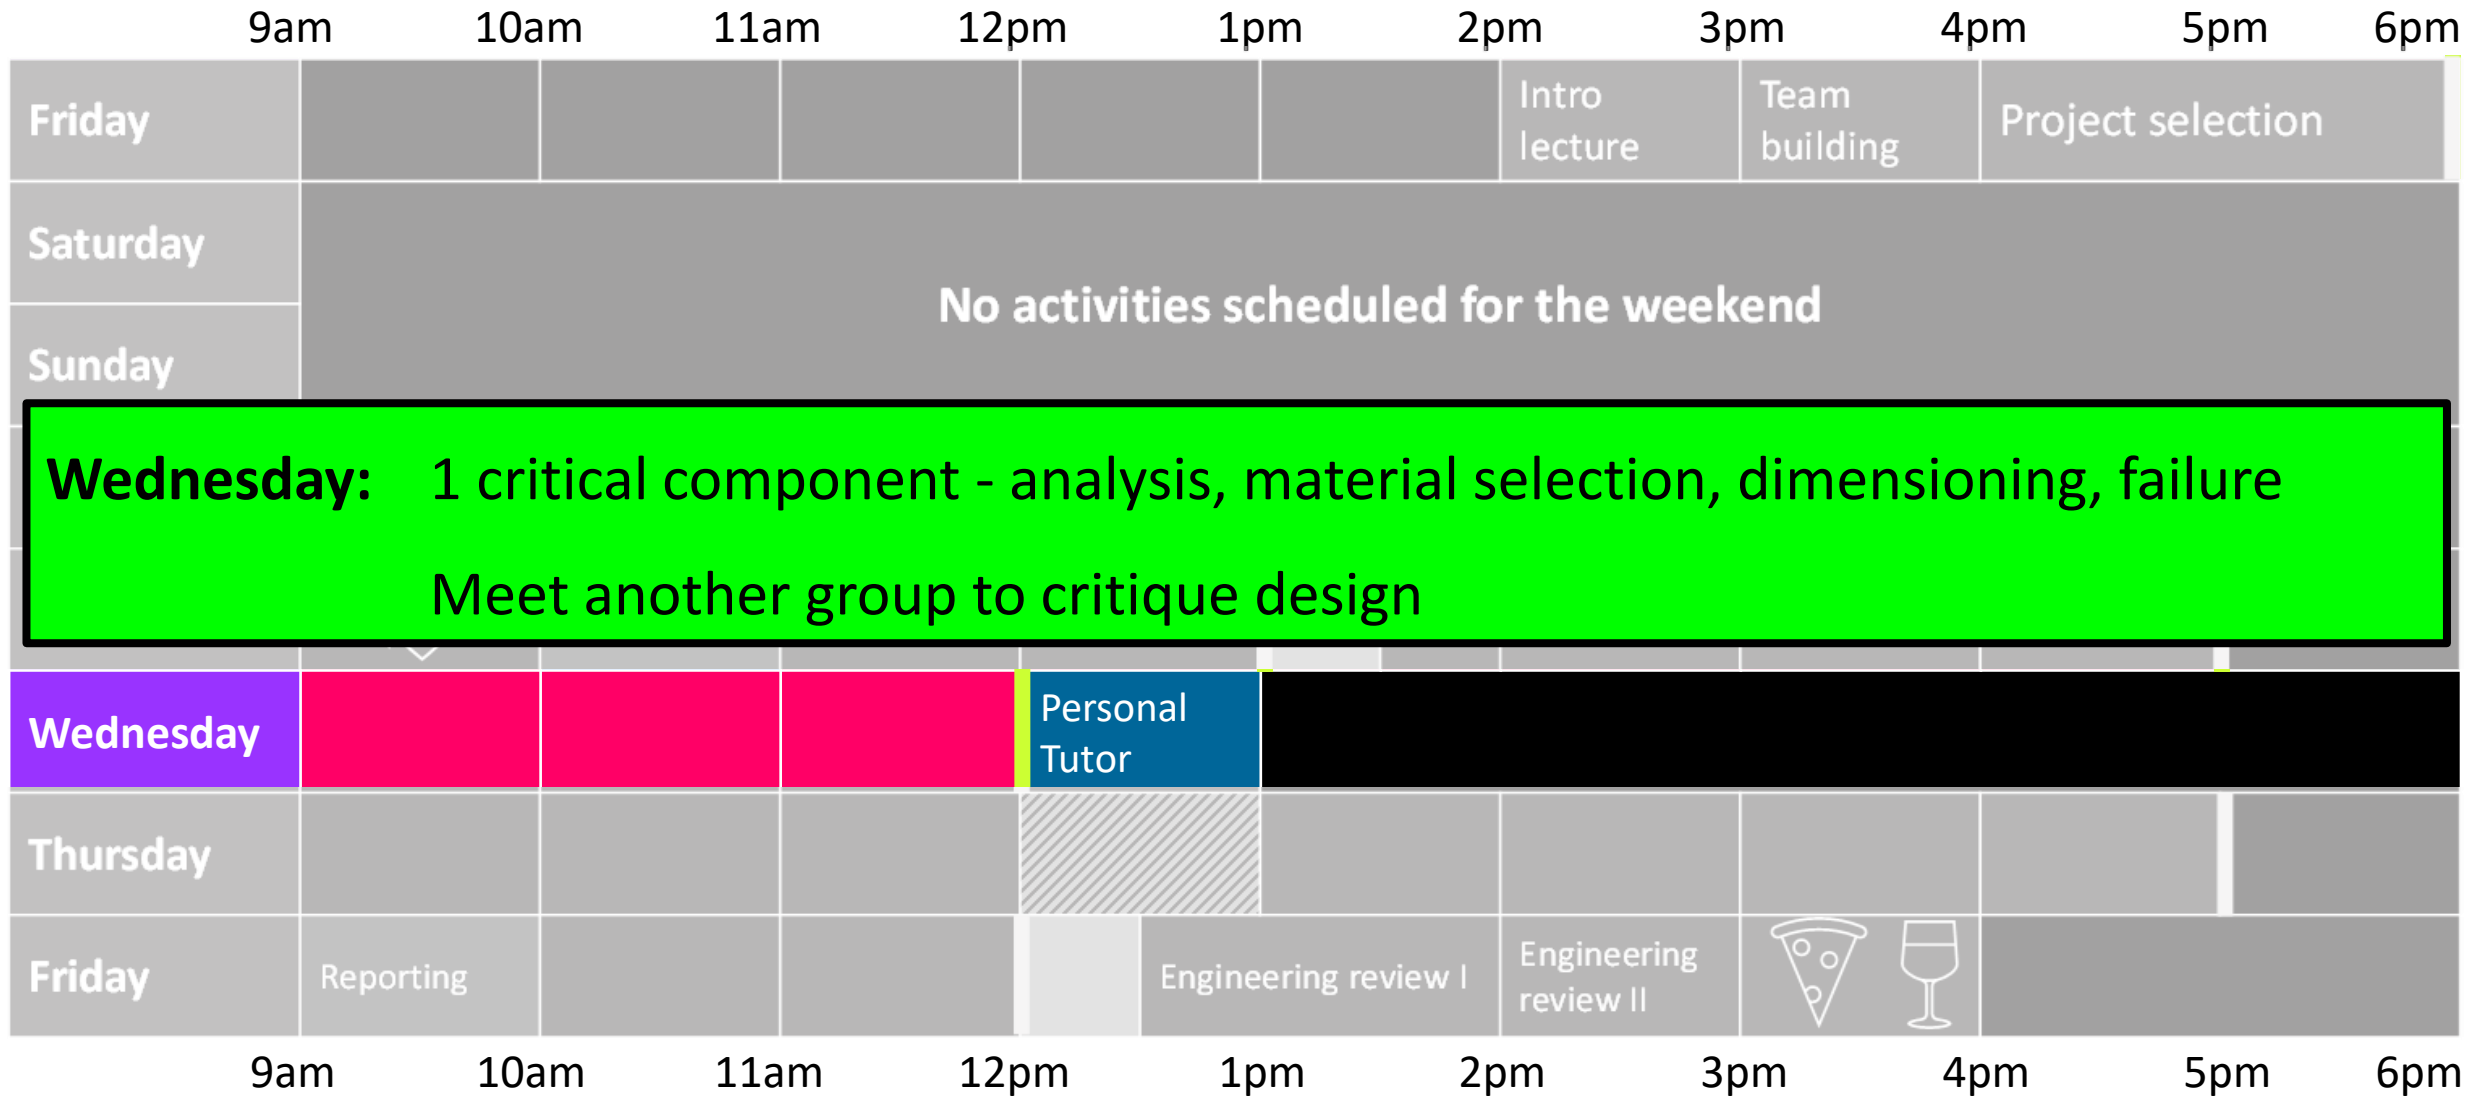 9am 10am 11am 12pm 1pm 2pm 3pm 4pm 5pm 6pm
Friday
Intro
lecture
Team
building
Project selection
Saturday
No activities scheduled for the weekend
Sunday
Wednesday: 1 critical component - analysis, material selection, dimensioning, failure
Meet another group to critique design
Wednesday
Personal
Tutor
Thursday
Friday
Reporting
Engineering review I
Engineering
review II
9am 10am 11am 12pm 1pm 2pm 3pm 4pm 5pm 6pm